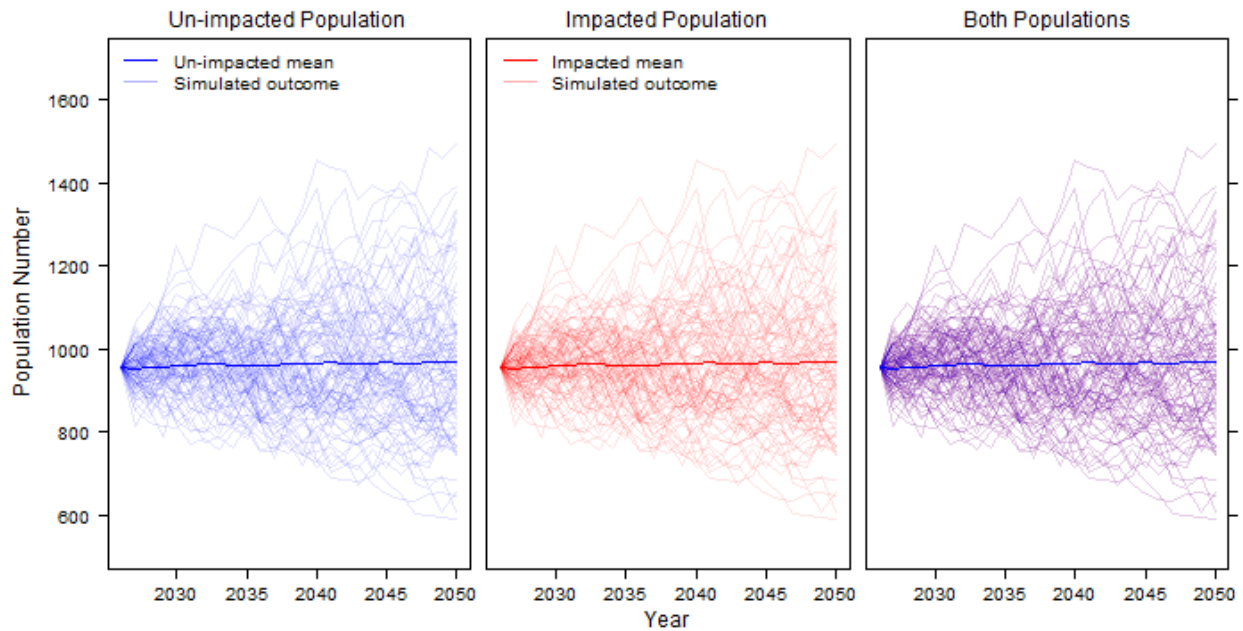 Un-impacted Population
Impacted Population
Both Populations
Un-impacted mean
Simulated outcome
Impacted mean
Simulated outcome
Population Number
1600
1400
1200
1000
800
600
2030 2035 2040 2045 2050
2030 2035 2040 2045 2050
2030 2035 2040 2045 2050
Year